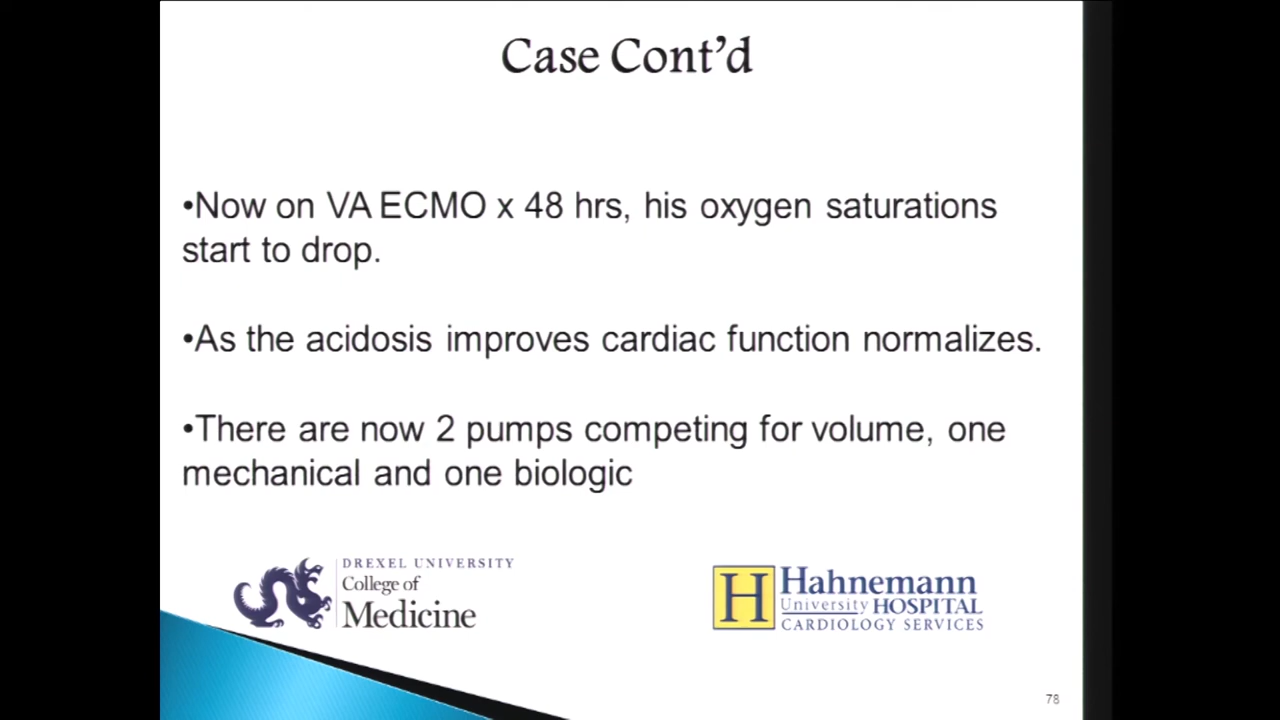 Case Cont'd
•Now on VA ECMO x 48 hrs, his oxygen saturations
start to drop.
•As the acidosis improves cardiac function normalizes.
•There are now 2 pumps competing for volume, one
mechanical and one biologic
DREXEL UNIVERSITY
College of
Medicine
H
Hahnemann
University HOSPITAL
CARDIOLOGY SERVICES
78